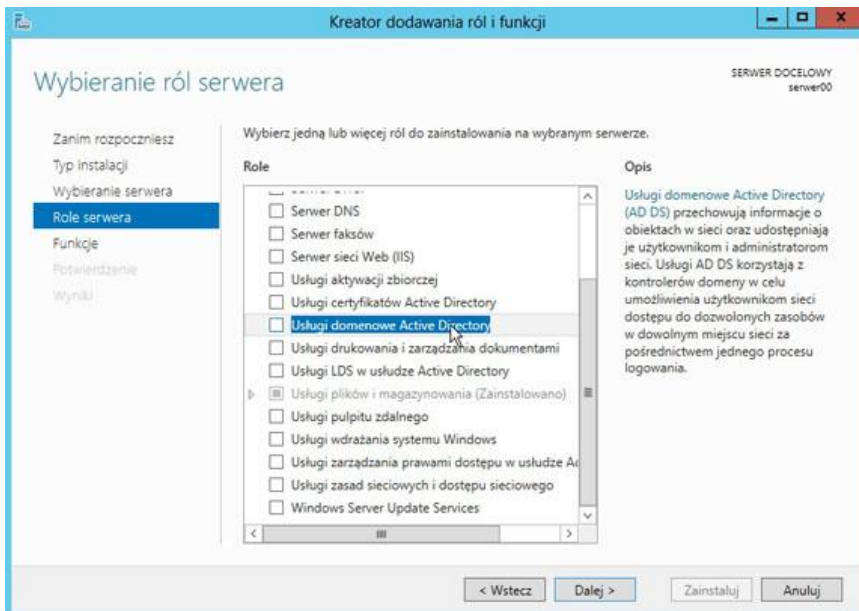 Kreator dodawania ról i funkcji
Wybieranie ról serwera
SERWER DOCELOWY
serwer00
Zanim rozpoczniesz
Typ instalacji
Wybieranie serwera
Role serwera
Funkcje
Potwierdzenie
Wyniki
Wybierz jedną lub więcej ról do zainstalowania na wybranym serwerze.
Role
Serwer DNS
Serwer faksów
Serwer sieci Web (IIS)
Usługi aktywacji zbiorczej
Usługi certyfikatów Active Directory
Usługi domenowe Active Directory
Usługi drukowania i zarządzania dokumentami
Usługi LDS w usłudze Active Directory
Usługi plików i magazynowania (Zainstalowano)
Usługi pulpitu zdalnego
Usługi wdrażania systemu Windows
Usługi zarządzania prawami dostępu w usłudze Ac
Usługi zasad sieciowych i dostępu sieciowego
Windows Server Update Services
Opis
Usługi domenowe Active Directory
(AD DS) przechowują informacje o
obiektach w sieci oraz udostępniają
je użytkownikom i administratorom
sieci. Usługi AD DS korzystają z
kontrolerów domeny w celu
umożliwienia użytkownikom sieci
dostępu do dozwolonych zasobów
w dowolnym miejscu sieci za
pośrednictwem jednego procesu
logowania.
< Wstecz
Dalej >
Zainstaluj
Anuluj